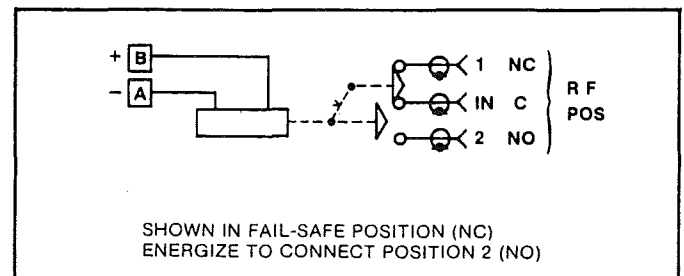 + B
1 NC
- A
IN C
R F
POS
2 NO
SHOWN IN FAIL-SAFE POSITION (NC)
ENERGIZE TO CONNECT POSITION 2 (NO)